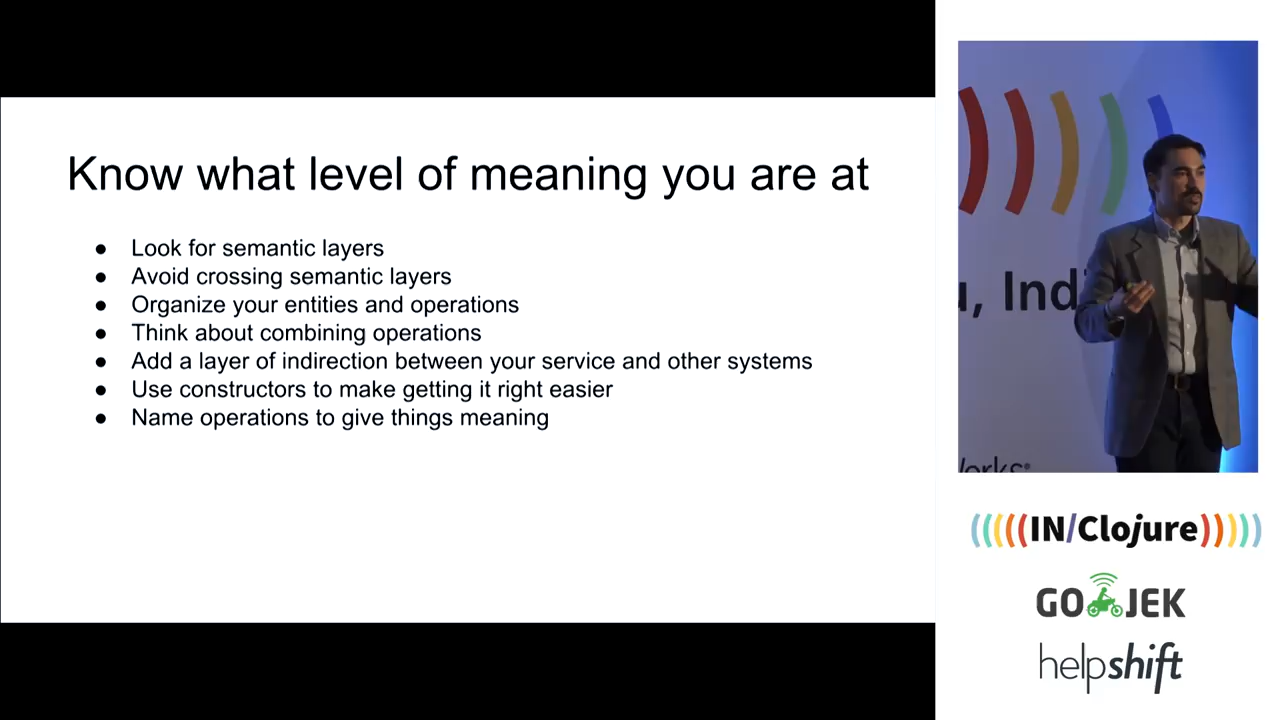 Know what level of meaning you are at
● Look for semantic layers
● Avoid crossing semantic layers
● Organize your entities and operations
● Think about combining operations
● Add a layer of indirection between your service and other systems
● Use constructors to make getting it right easier
● Name operations to give things meaning
, Ind
(((((IN/Clojure)))))
GO JEK
helpshift